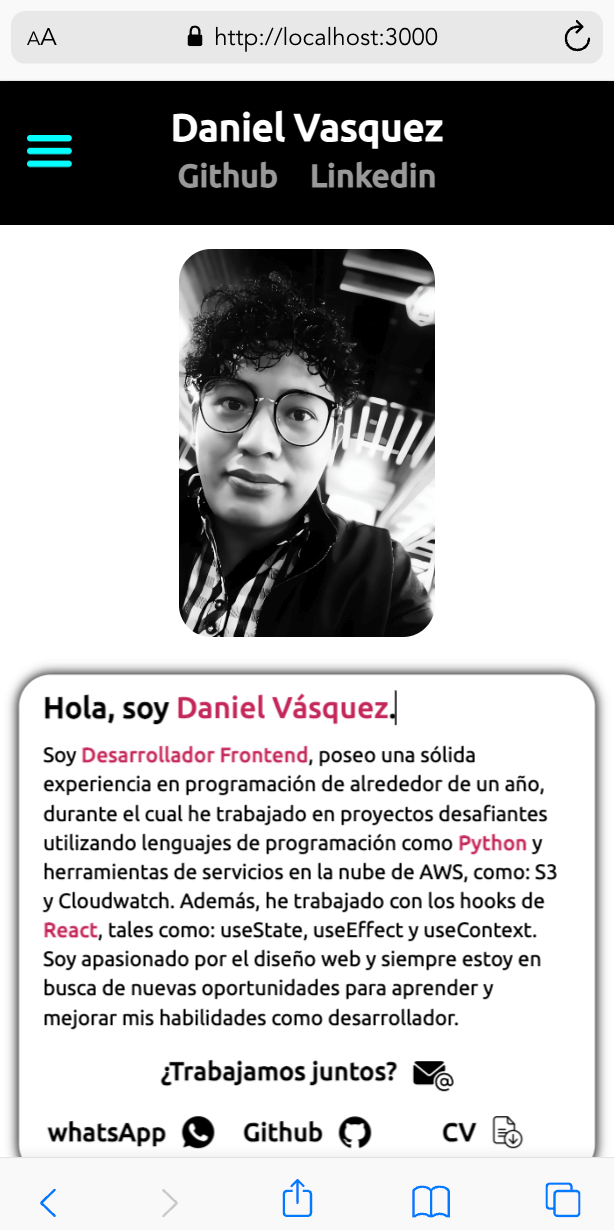 AA http://localhost:3000
Daniel Vasquez
Github Linkedin
Hola, soy Daniel Vásquez.
Soy Desarrollador Frontend, poseo una sólida
experiencia en programación de alrededor de un año,
durante el cual he trabajado en proyectos desafiantes
utilizando lenguajes de programación como Python y
herramientas de servicios en la nube de AWS, como: S3
y Cloudwatch. Además, he trabajado con los hooks de
React, tales como: useState, useEffect y useContext.
Soy apasionado por el diseño web y siempre estoy en
busca de nuevas oportunidades para aprender y
mejorar mis habilidades como desarrollador.
¿Trabajamos juntos?
whatsApp Github CV